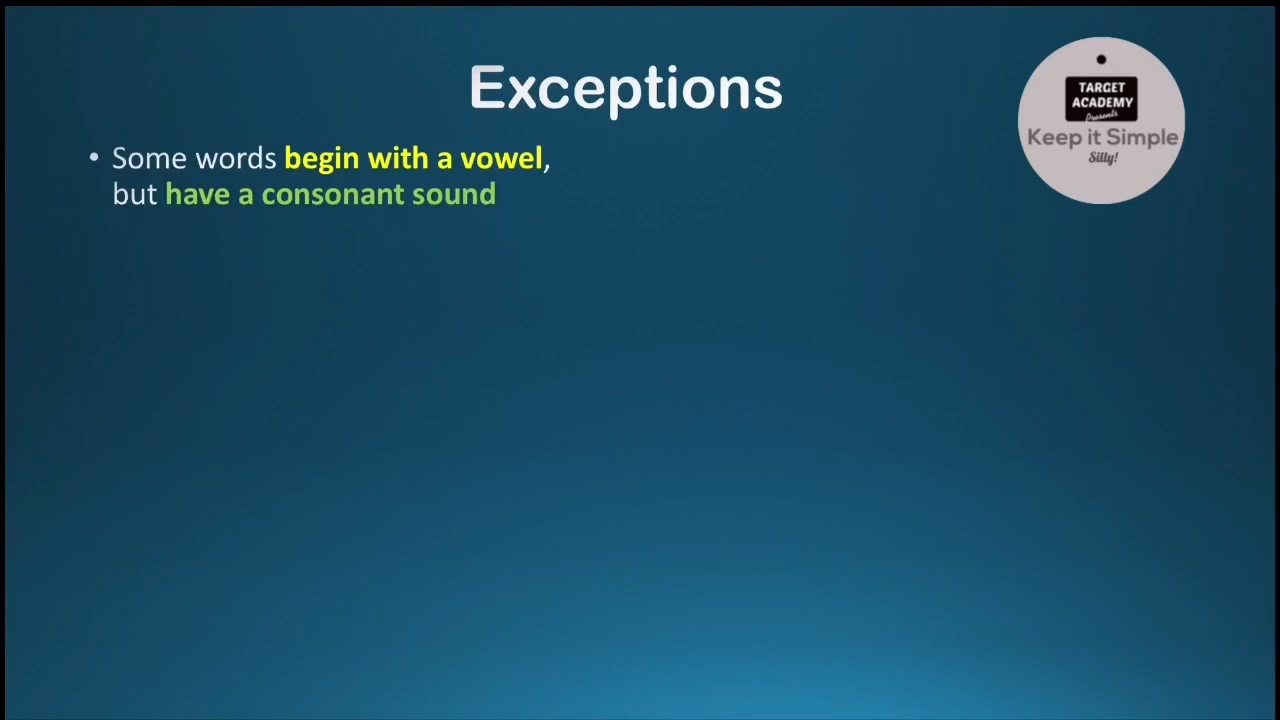 Exceptions
• Some words begin with a vowel,
but have a consonant sound
TARGET
ACADEMY
Presents
Keep it Simple
Silly!